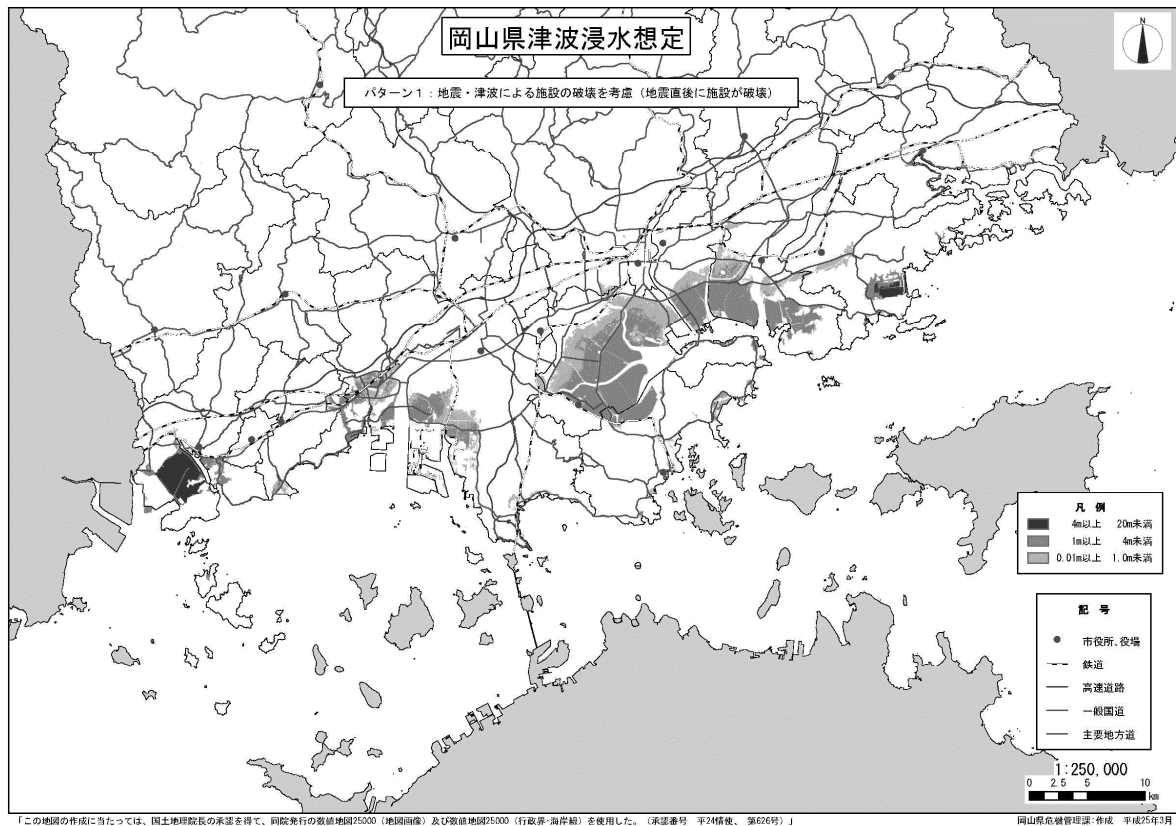 岡山県津波浸水想定
N
パターン１：地震・津波による施設の破壊を考慮（地震直後に施設が破壊）
凡 例
4m以上 20m未満
1m以上 4m未満
0.01m以上 1.0m未満
記 号
市役所、役場
鉄道
高速道路
一般国道
主要地方道
1:250,000
0 2.5 5 10
km
「この地図の作成に当たっては、国土地理院長の承認を得て、同院発行の数値地図25000（地図画像）及び数値地図25000（行政界・海岸線）を使用した。（承認番号 平24情使、 第626号）」
岡山県危機管理課：作成 平成25年3月